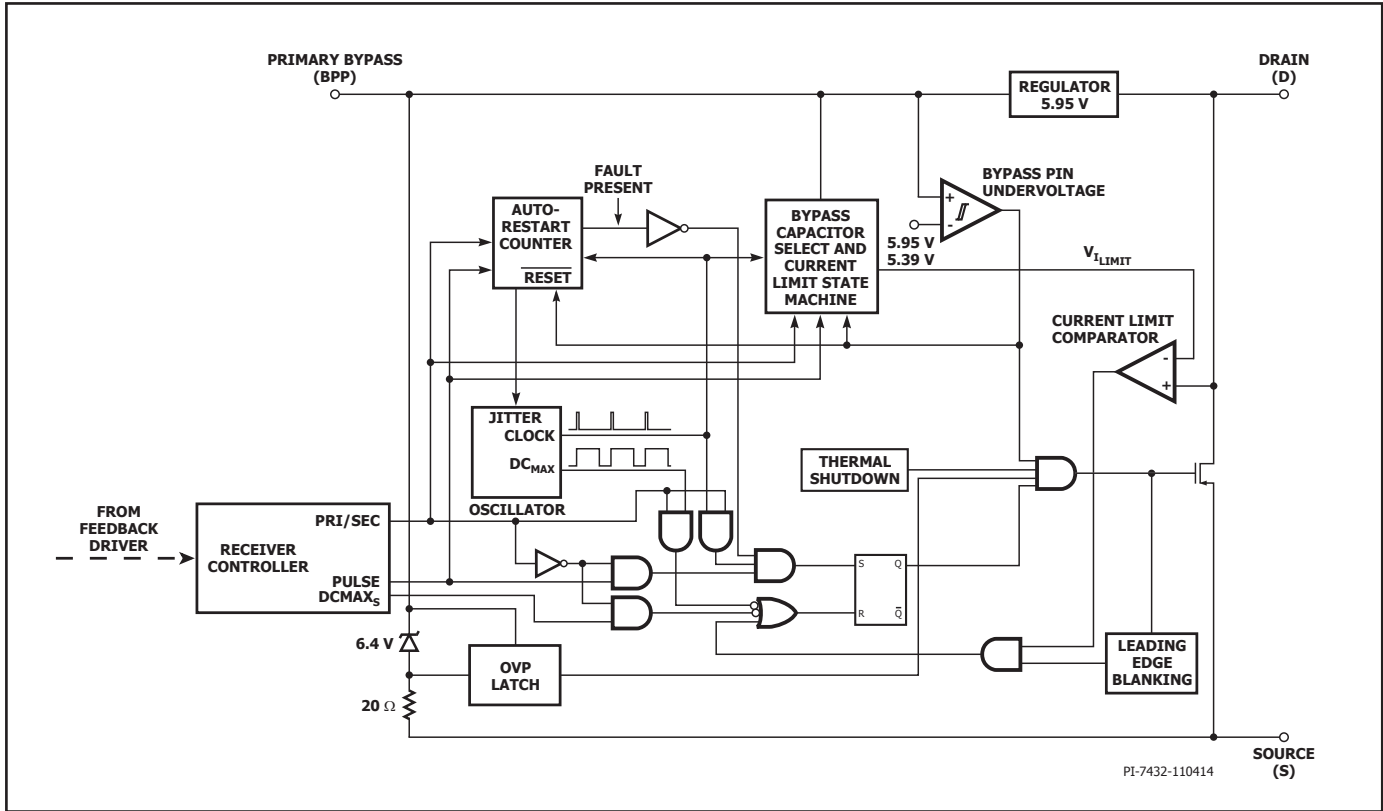 PRIMARY BYPASS
(BPP)
DRAIN
(D)
REGULATOR
5.95 V
FAULT
PRESENT
BYPASS PIN
UNDERVOLTAGE
AUTO-
RESTART
COUNTER
RESET
BYPASS
CAPACITOR
SELECT AND
CURRENT
LIMIT STATE
MACHINE
+
-
5.95 V
5.39 V
VILIMIT
CURRENT LIMIT
COMPARATOR
-
+
JITTER
CLOCK
DCMAX
OSCILLATOR
THERMAL
SHUTDOWN
FROM
FEEDBACK
DRIVER
RECEIVER
CONTROLLER
PRI/SEC
PULSE
DCMAXS
S Q
R Q̅
6.4 V
OVP
LATCH
LEADING
EDGE
BLANKING
20 Ω
SOURCE
(S)
PI-7432-110414